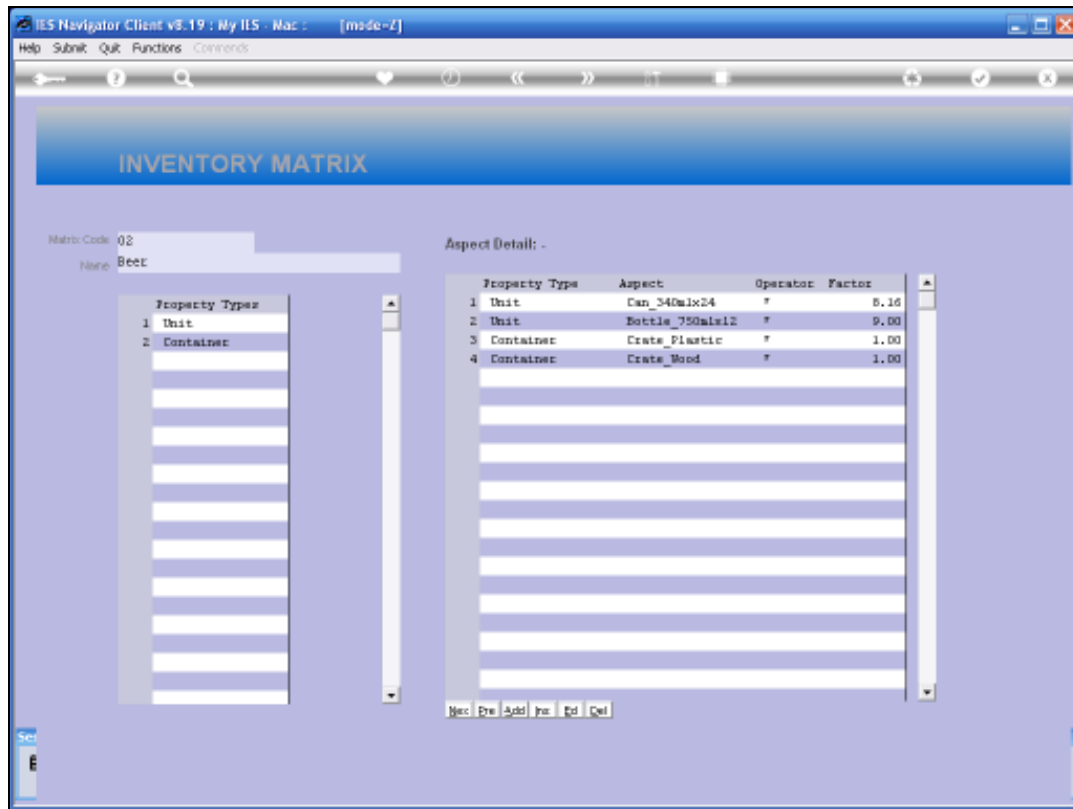 IES Navigator Client v8.19 : My IES - Mac : [mode=Z]
Help Submit Quit Functions Commands
INVENTORY MATRIX
Matrix Code 02
Name Beer
Aspect Detail: -
Property Types
1 Unit
2 Container
Property Type Aspect Operator Factor
1 Unit Can_340mlx24 * 8.16
2 Unit Bottle_750mlx12 * 9.00
3 Container Crate_Plastic * 1.00
4 Container Crate_Wood * 1.00
Nex Pre Add Ins Ed Del